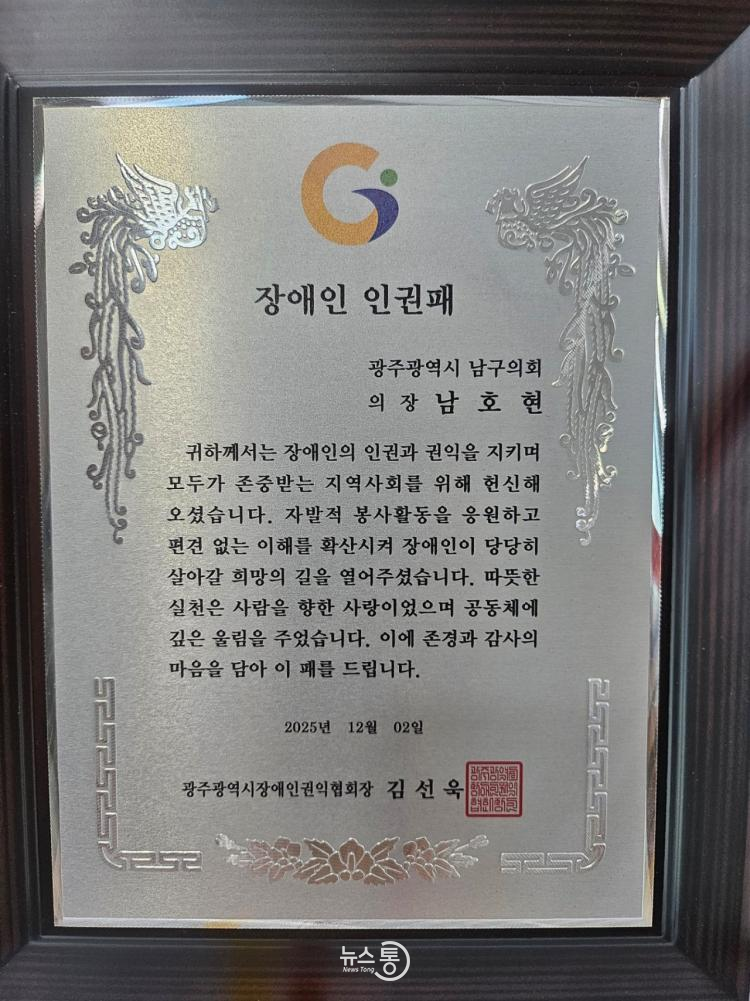 장애인 인권패
광주광역시 남구의회
의 장 남 호 현
귀하께서는 장애인의 인권과 권익을 지키며
모두가 존중받는 지역사회를 위해 헌신해
오셨습니다. 자발적 봉사활동을 응원하고
편견 없는 이해를 확산시켜 장애인이 당당히
살아갈 희망의 길을 열어주셨습니다. 따뜻한
실천은 사람을 향한 사랑이었으며 공동체에
깊은 울림을 주었습니다. 이에 존경과 감사의
마음을 담아 이 패를 드립니다.
2025년 12월 02일
광주광역시장애인권익협회장 김 선 욱
뉴스통
News Tong